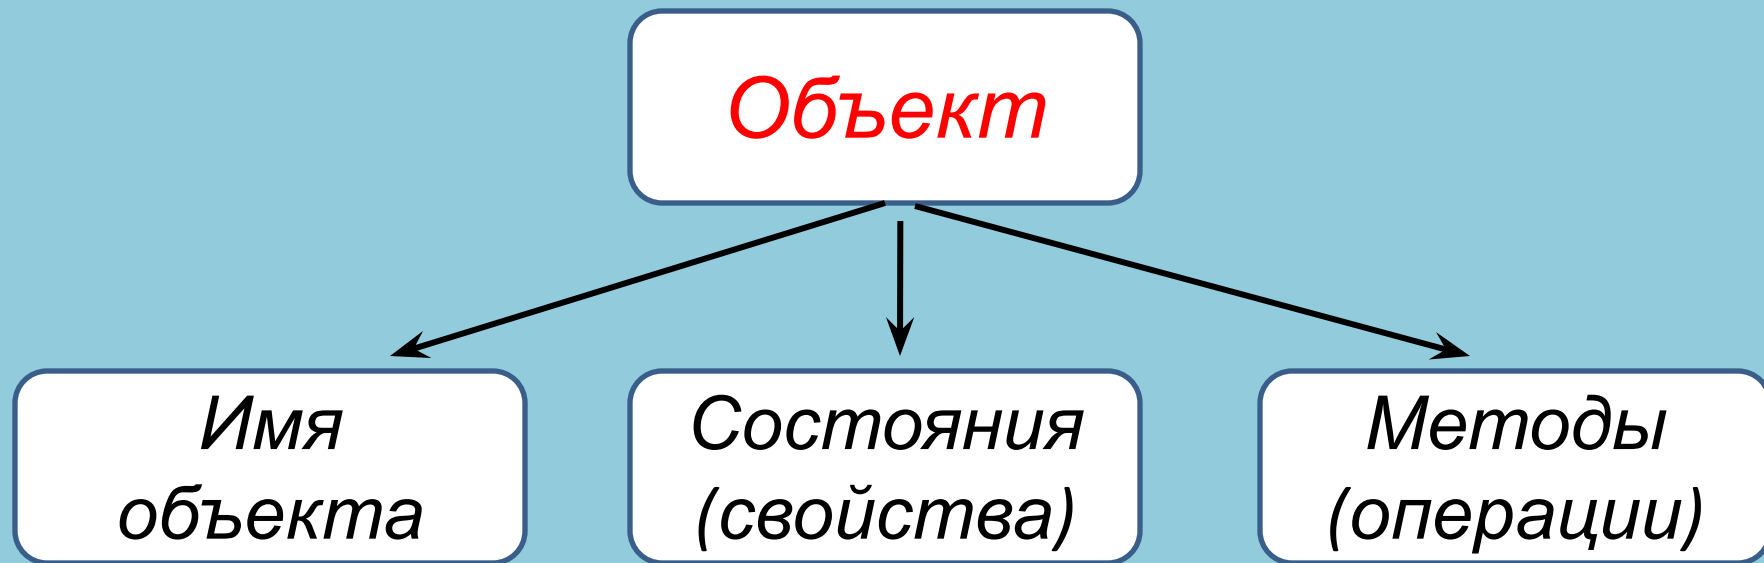 Объект
Имя
объекта
Состояния
(свойства)
Методы
(операции)